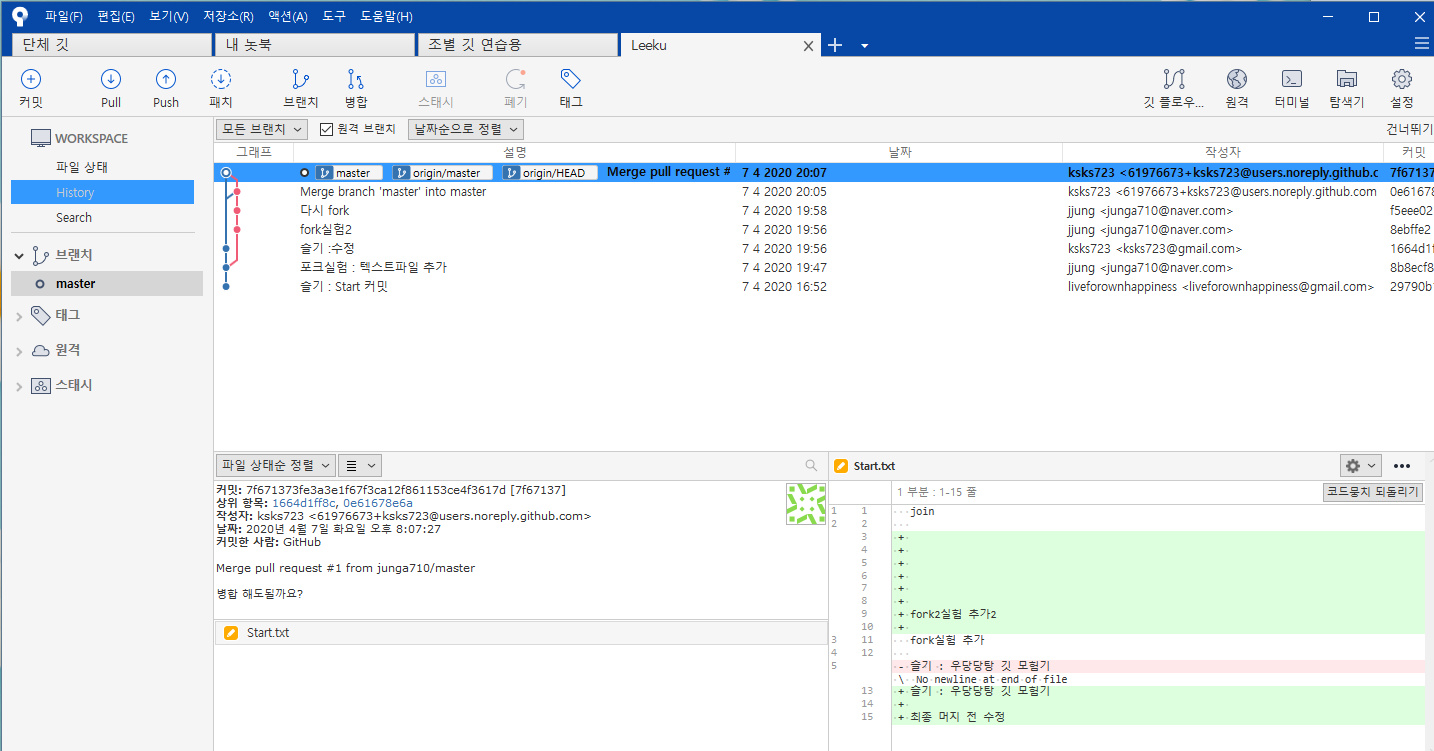 파일(F) 편집(E) 보기(V) 저장소(R) 액션(A) 도구 도움말(H)
단체 깃 내 놋북 조별 깃 연습용 Leeku
커밋 Pull Push 패치 브랜치 병합 스태시 폐기 태그 깃 플로우... 원격 터미널 탐색기 설정
WORKSPACE
파일 상태
History
Search
브랜치
master
태그
원격
스태시
모든 브랜치 원격 브랜치 날짜순으로 정렬 건너뛰기
그래프 설명 날짜 작성자 커밋
master origin/master origin/HEAD Merge pull request # 7 4 2020 20:07 ksks723 <61976673+ksks723@users.noreply.github.c 7f67137
Merge branch 'master' into master 7 4 2020 20:05 ksks723 <61976673+ksks723@users.noreply.github.com 0e61678
다시 fork 7 4 2020 19:58 jjung <junga710@naver.com> f5eee02
fork실험2 7 4 2020 19:56 jjung <junga710@naver.com> 8ebffe2
슬기 :수정 7 4 2020 19:56 ksks723 <ksks723@gmail.com> 1664d1f
포크실험 : 텍스트파일 추가 7 4 2020 19:47 jjung <junga710@naver.com> 8b8ecf8
슬기 : Start 커밋 7 4 2020 16:52 liveforownhappiness <liveforownhappiness@gmail.com> 29790b
파일 상태순 정렬
커밋: 7f671373fe3a3e1f67f3ca12f861153ce4f3617d [7f67137]
상위 항목: 1664d1ff8c, 0e61678e6a
작성자: ksks723 <61976673+ksks723@users.noreply.github.com>
날짜: 2020년 4월 7일 화요일 오후 8:07:27
커밋한 사람: GitHub
Merge pull request #1 from junga710/master
병합 해도될까요?
Start.txt
Start.txt
1 부분 : 1-15 줄 코드뭉치 되돌리기
1 1 join
2 2
3 +
4 +
5 +
6 +
7 +
8 +
9 + fork2실험 추가2
10 +
3 11 fork실험 추가
4 12
5 - 슬기 : 우당당탕 깃 모험기
\ No newline at end of file
13 + 슬기 : 우당당탕 깃 모험기
14 +
15 + 최종 머지 전 수정